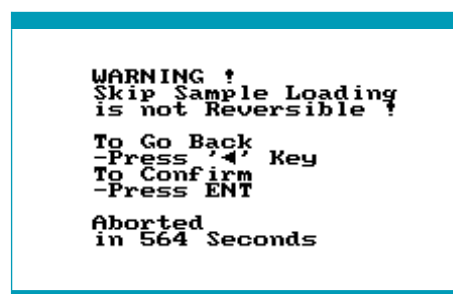 WARNING !
Skip Sample Loading
is not Reversible !
To Go Back
-Press '◄' Key
To Confirm
-Press ENT
Aborted
in 564 Seconds